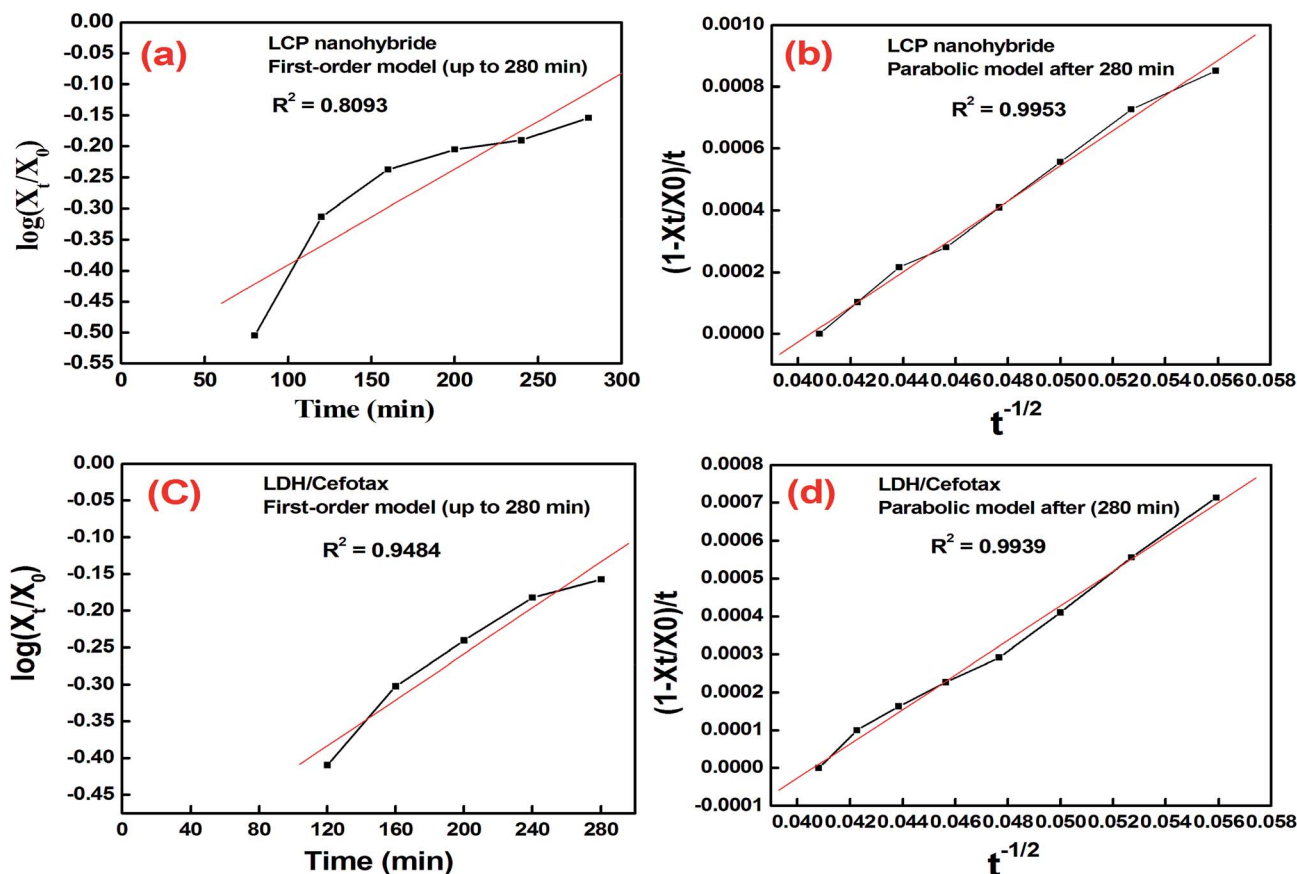 (a)
LCP nanohybride
First-order model (up to 280 min)
R² = 0.8093
log(Xt/X0)
0.00
-0.05
-0.10
-0.15
-0.20
-0.25
-0.30
-0.35
-0.40
-0.45
-0.50
-0.55
0 50 100 150 200 250 300
Time (min)
(b)
LCP nanohybride
Parabolic model after 280 min
R² = 0.9953
(1-Xt/X0)/t
0.0010
0.0008
0.0006
0.0004
0.0002
0.0000
0.040 0.042 0.044 0.046 0.048 0.050 0.052 0.054 0.056 0.058
t-1/2
(C)
LDH/Cefotax
First-order model (up to 280 min)
R² = 0.9484
log(Xt/X0)
0.00
-0.05
-0.10
-0.15
-0.20
-0.25
-0.30
-0.35
-0.40
-0.45
0 40 80 120 160 200 240 280
Time (min)
(d)
LDH/Cefotax
Parabolic model after (280 min)
R² = 0.9939
(1-Xt/X0)/t
0.0008
0.0007
0.0006
0.0005
0.0004
0.0003
0.0002
0.0001
0.0000
-0.0001
0.040 0.042 0.044 0.046 0.048 0.050 0.052 0.054 0.056 0.058
t-1/2